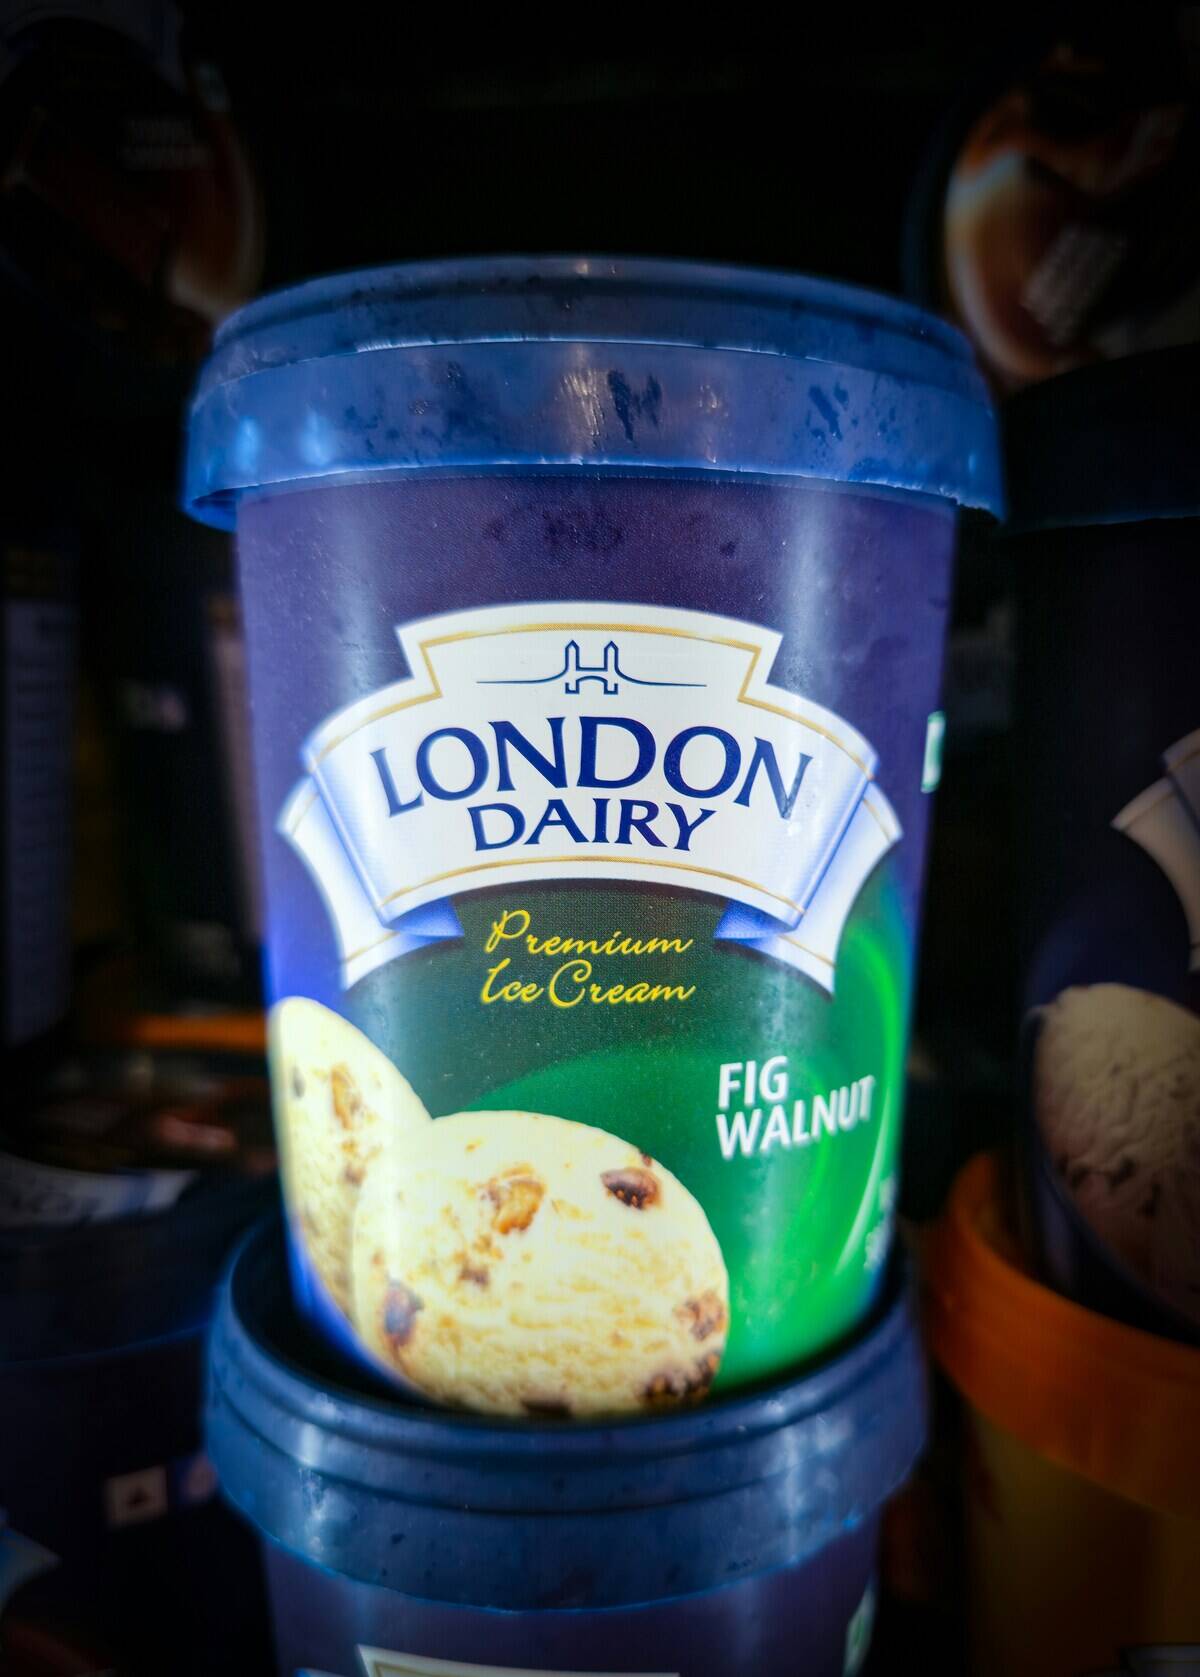 LONDON
DAIRY
Premium
Ice Cream
FIG
WALNUT